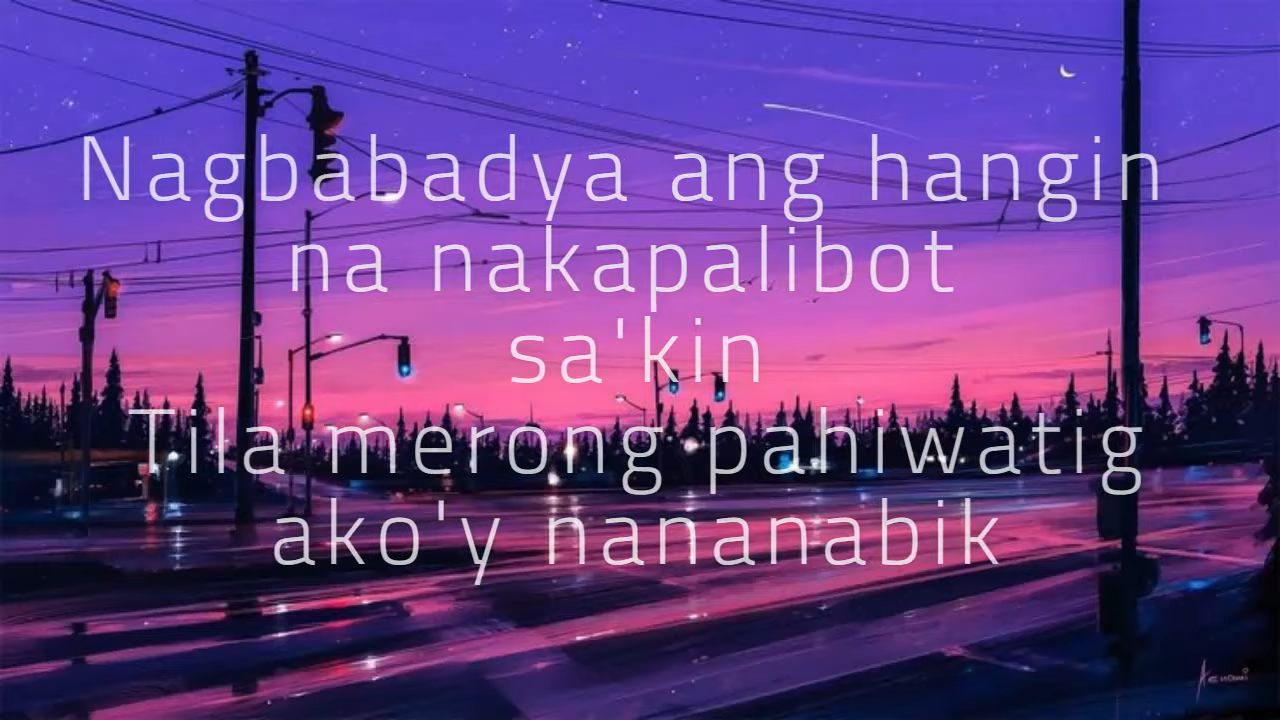 Nagbabadya ang hangin
na nakapalibot
sa'kin
Tila merong pahiwatig
ako'y nananabik